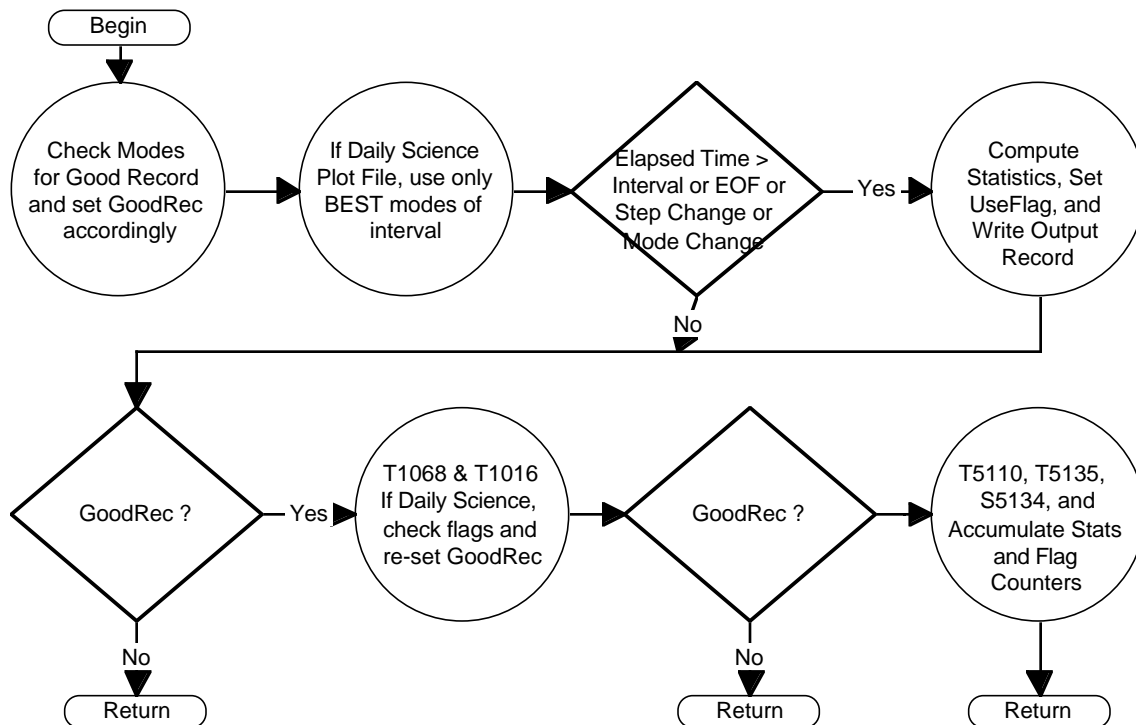 Begin
Check Modes
for Good Record
and set GoodRec
accordingly
If Daily Science
Plot File, use only
BEST modes of
interval
Elapsed Time >
Interval or EOF or
Step Change or
Mode Change
Yes
Compute
Statistics, Set
UseFlag, and
Write Output
Record
No
GoodRec ?
Yes
T1068 & T1016
If Daily Science,
check flags and
re-set GoodRec
GoodRec ?
T5110, T5135,
S5134, and
Accumulate Stats
and Flag
Counters
No
No
Return
Return
Return